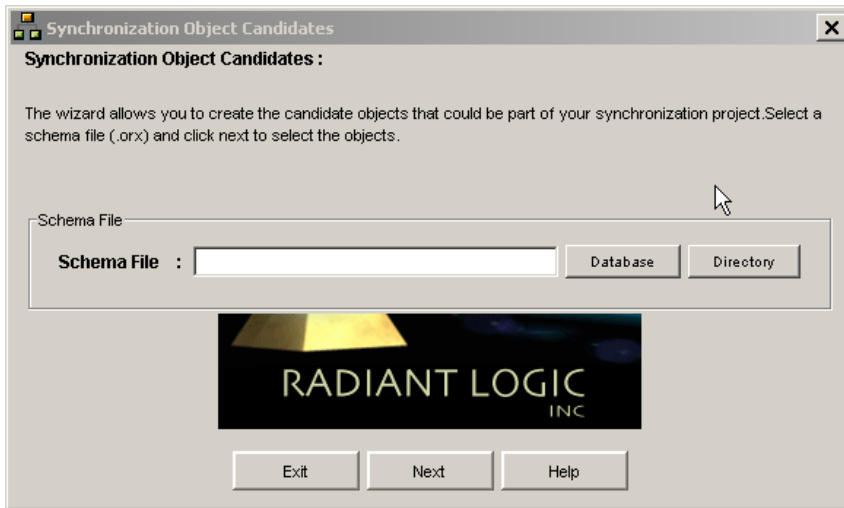 Synchronization Object Candidates
Synchronization Object Candidates :
The wizard allows you to create the candidate objects that could be part of your synchronization project.Select a
schema file (.orx) and click next to select the objects.
Schema File
Schema File : Database Directory
RADIANT LOGIC
INC
Exit Next Help